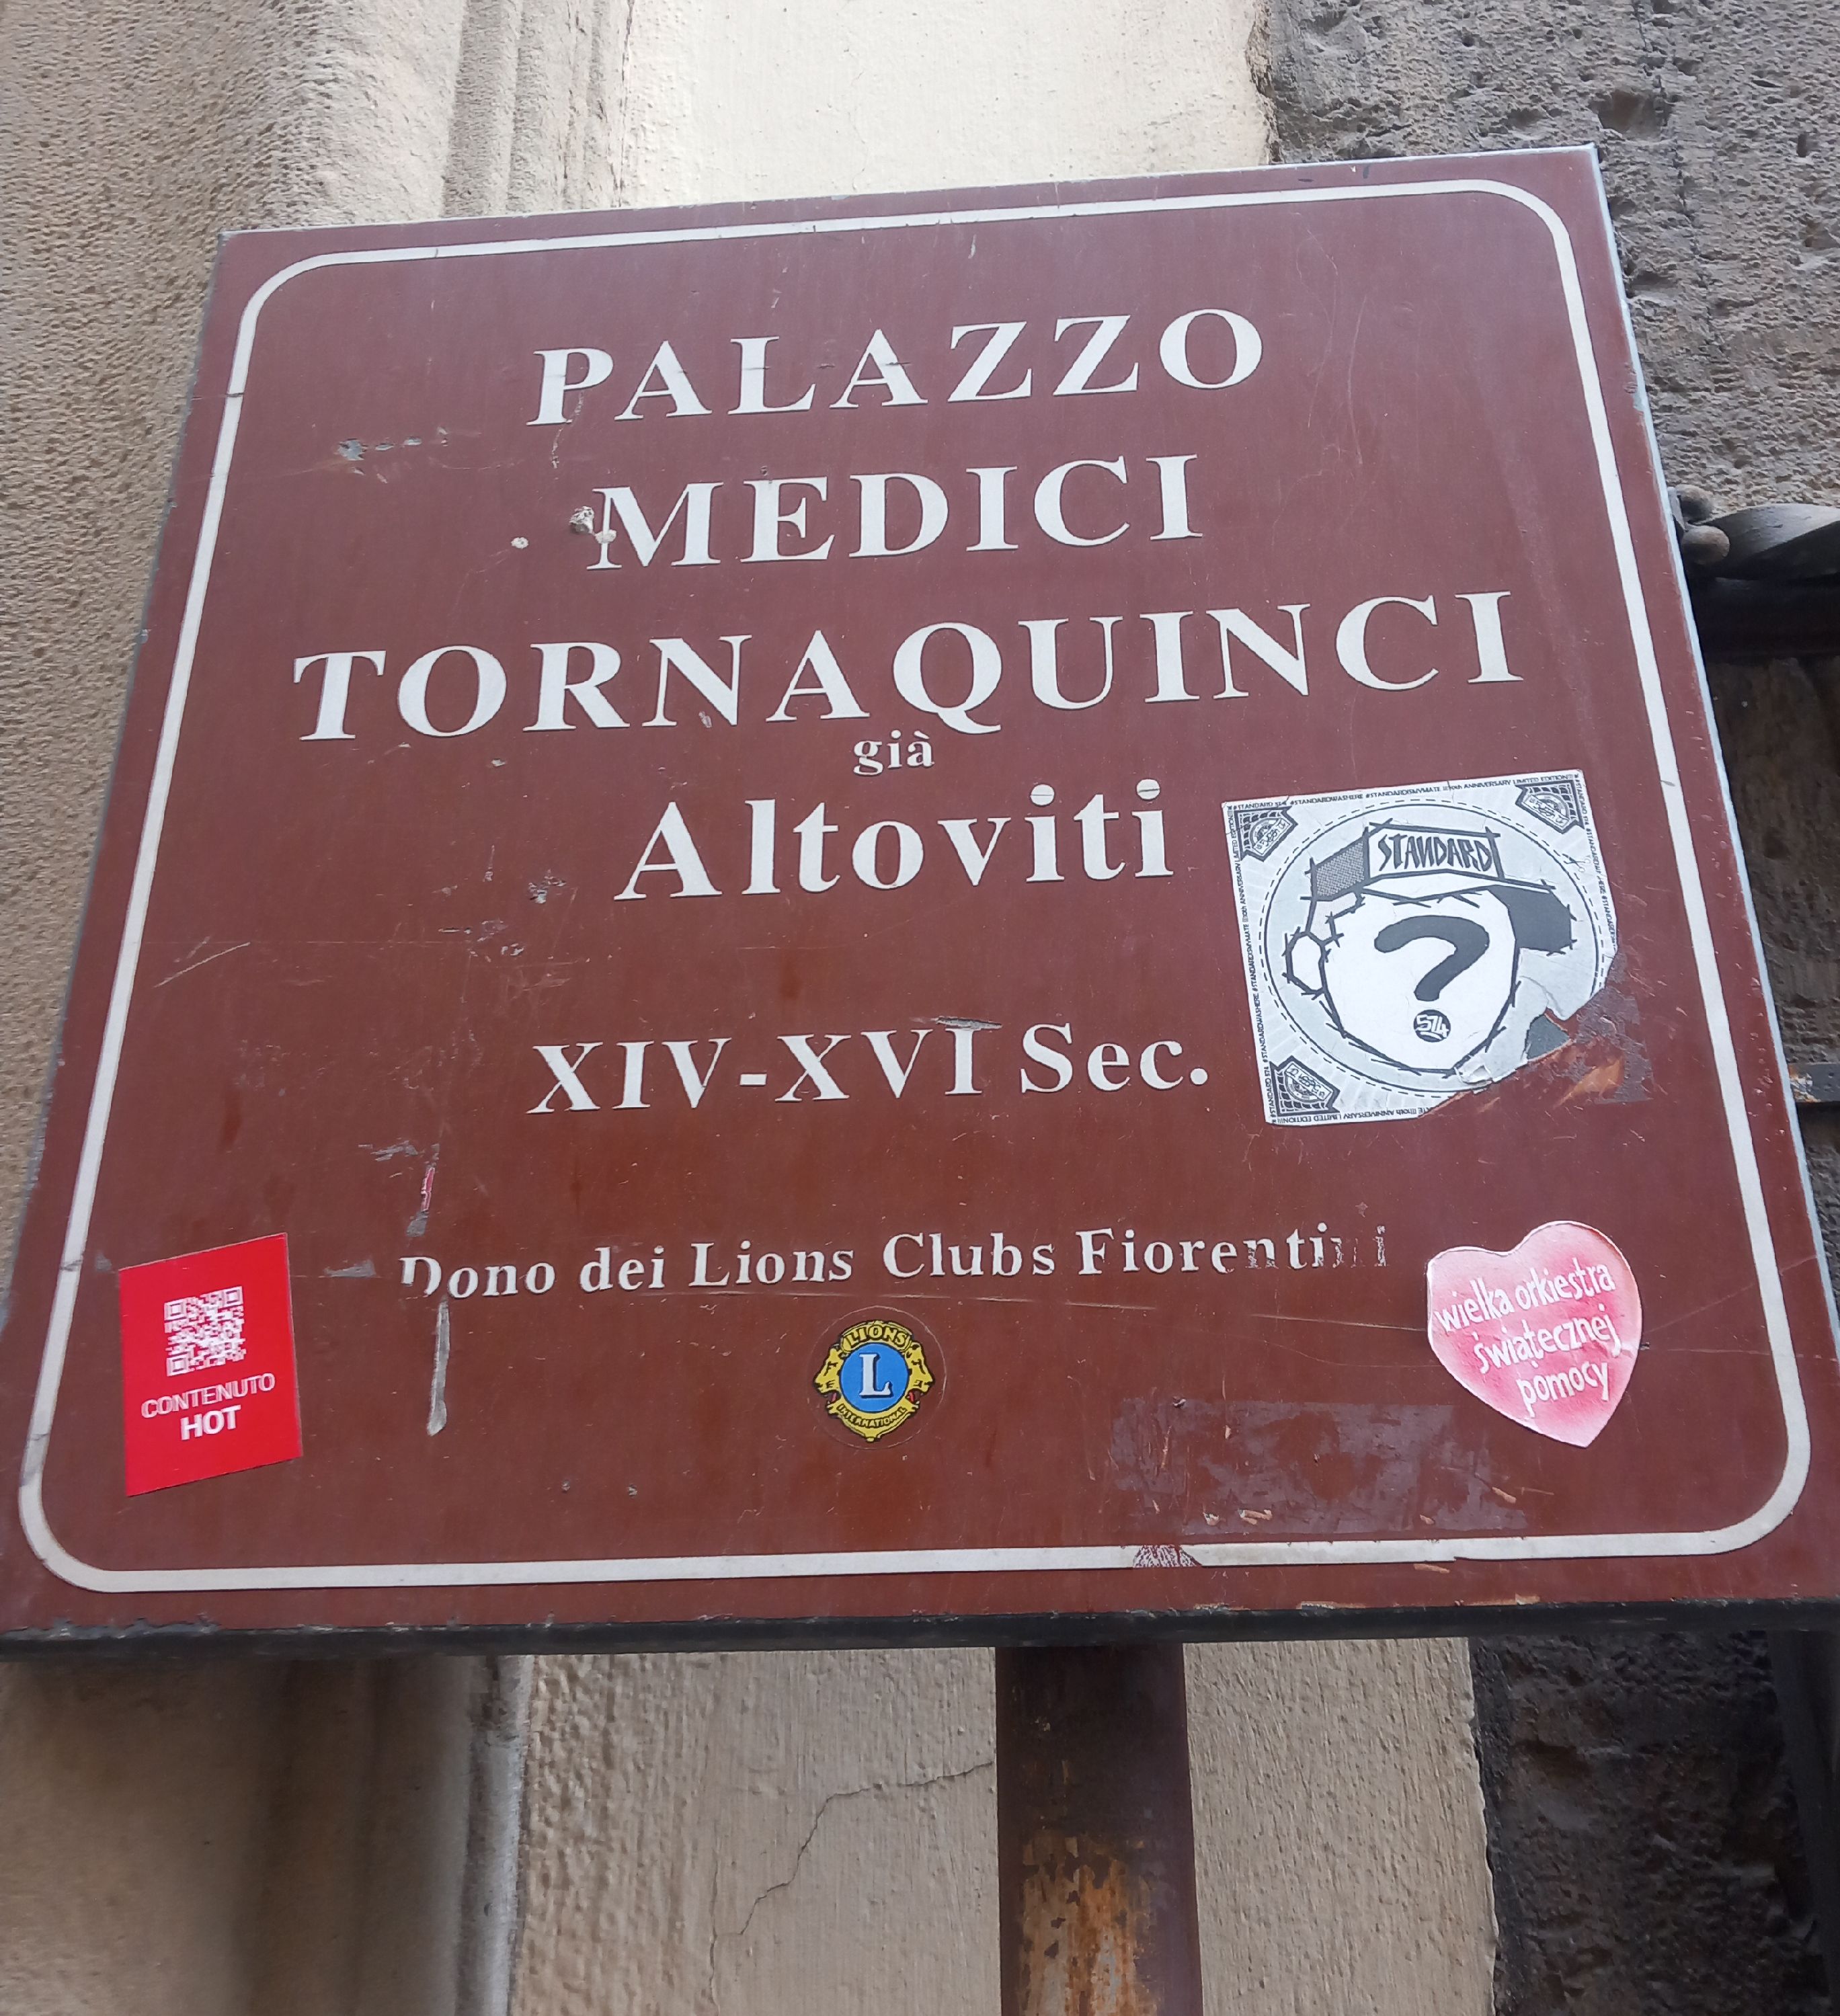 PALAZZO
MEDICI
TORNAQUINCI
già
Altoviti
XIV-XVI Sec.
Dono dei Lions Clubs Fiorentini
LIONS
L
INTERNATIONAL
CONTENUTO
HOT
STANDARD
?
514
wielka orkiestra
świątecznej
pomocy